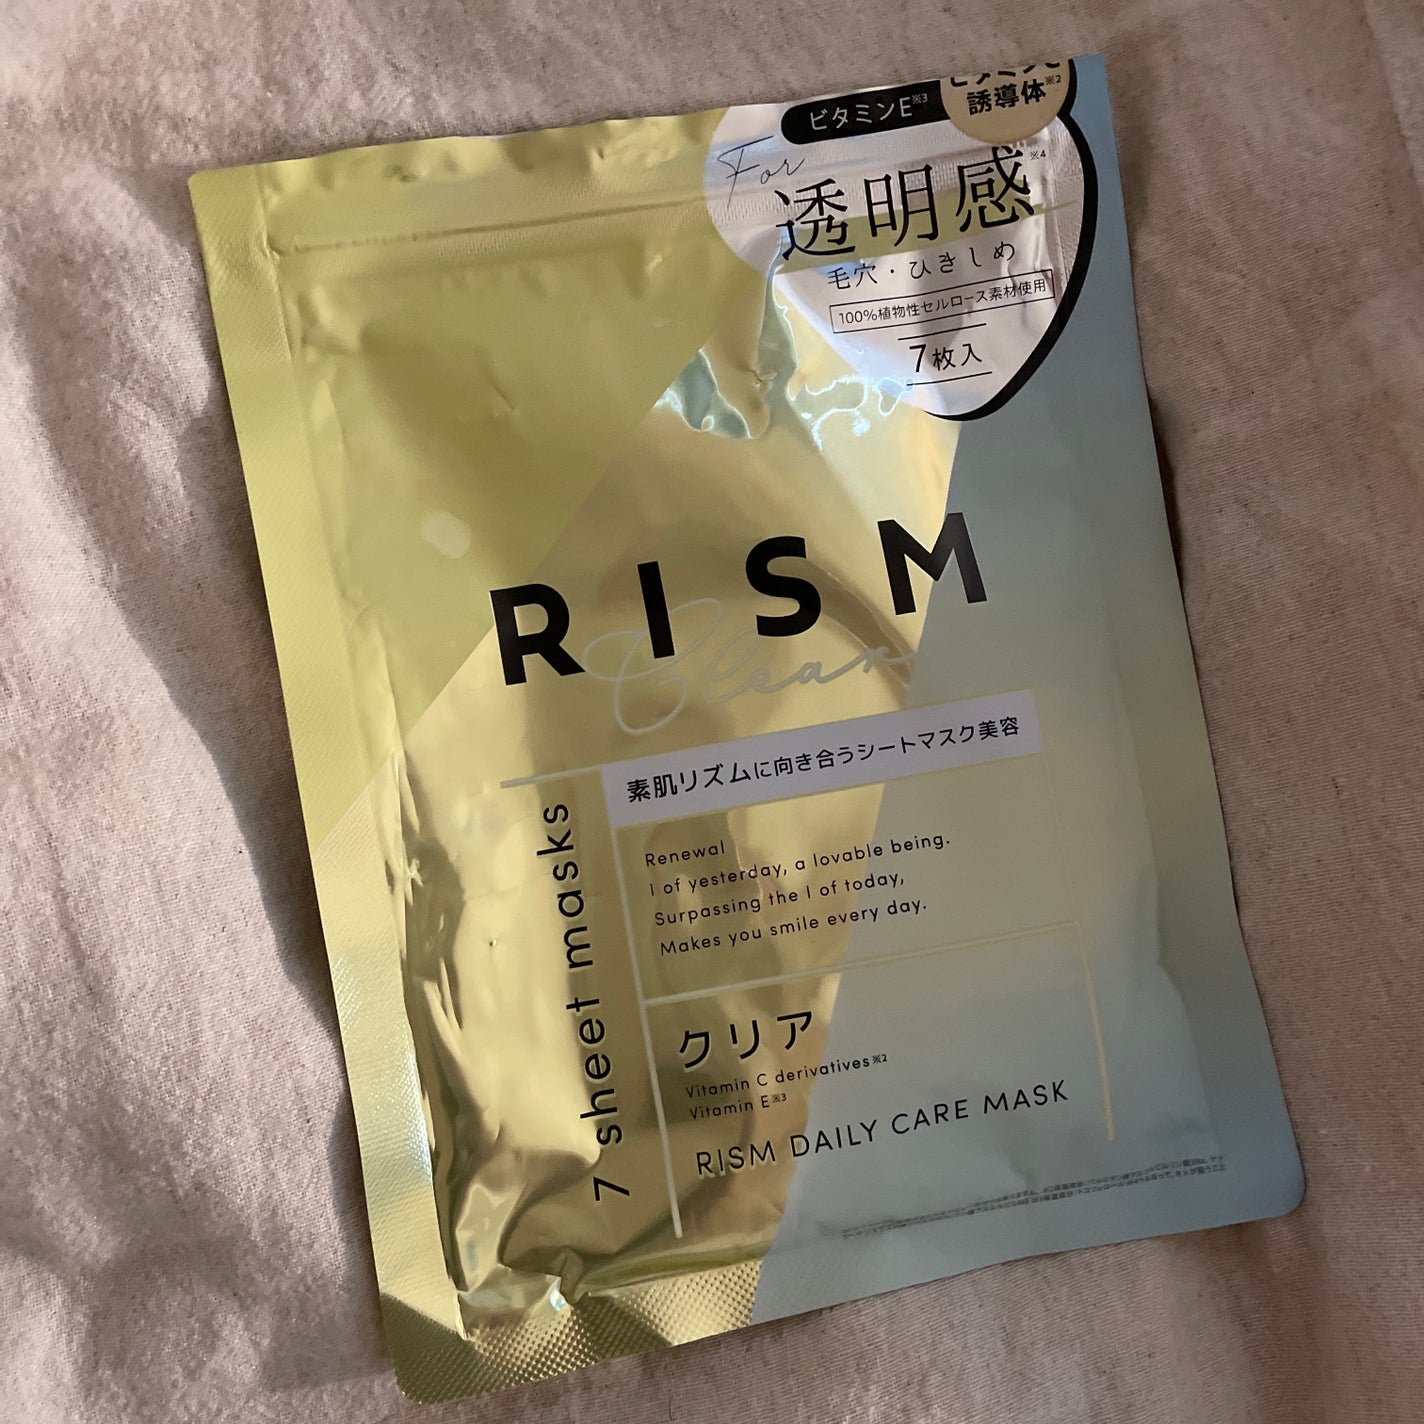 誘導体※2
ビタミンE※3
For
透明感※4
毛穴・ひきしめ
100%植物性セルロース素材使用
7枚入
RISM
Clear
素肌リズムに向き合うシートマスク美容
7 sheet masks
Renewal
I of yesterday, a lovable being.
Surpassing the I of today,
Makes you smile every day.
クリア
Vitamin C derivatives※2
Vitamin E※3
RISM DAILY CARE MASK